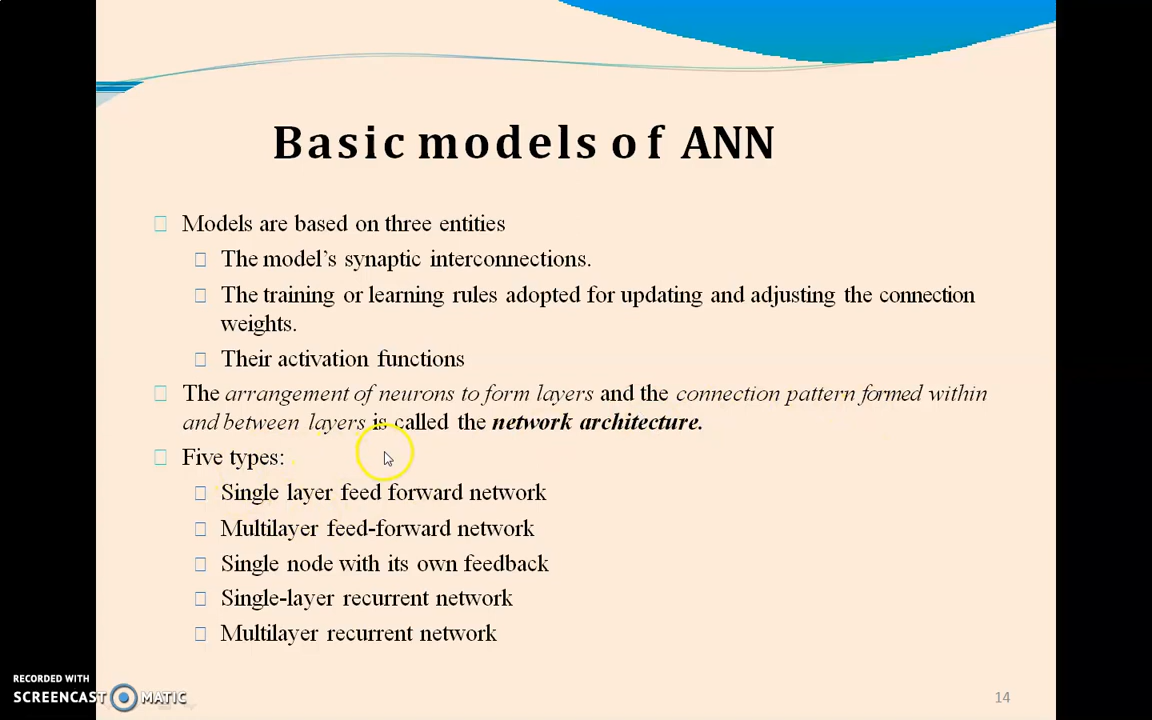 Basic models of ANN
Models are based on three entities
The model's synaptic interconnections.
The training or learning rules adopted for updating and adjusting the connection
weights.
Their activation functions
The arrangement of neurons to form layers and the connection pattern formed within
and between layers is called the network architecture.
Five types:
Single layer feed forward network
Multilayer feed-forward network
Single node with its own feedback
Single-layer recurrent network
Multilayer recurrent network
RECORDED WITH
SCREENCAST MATIC
14